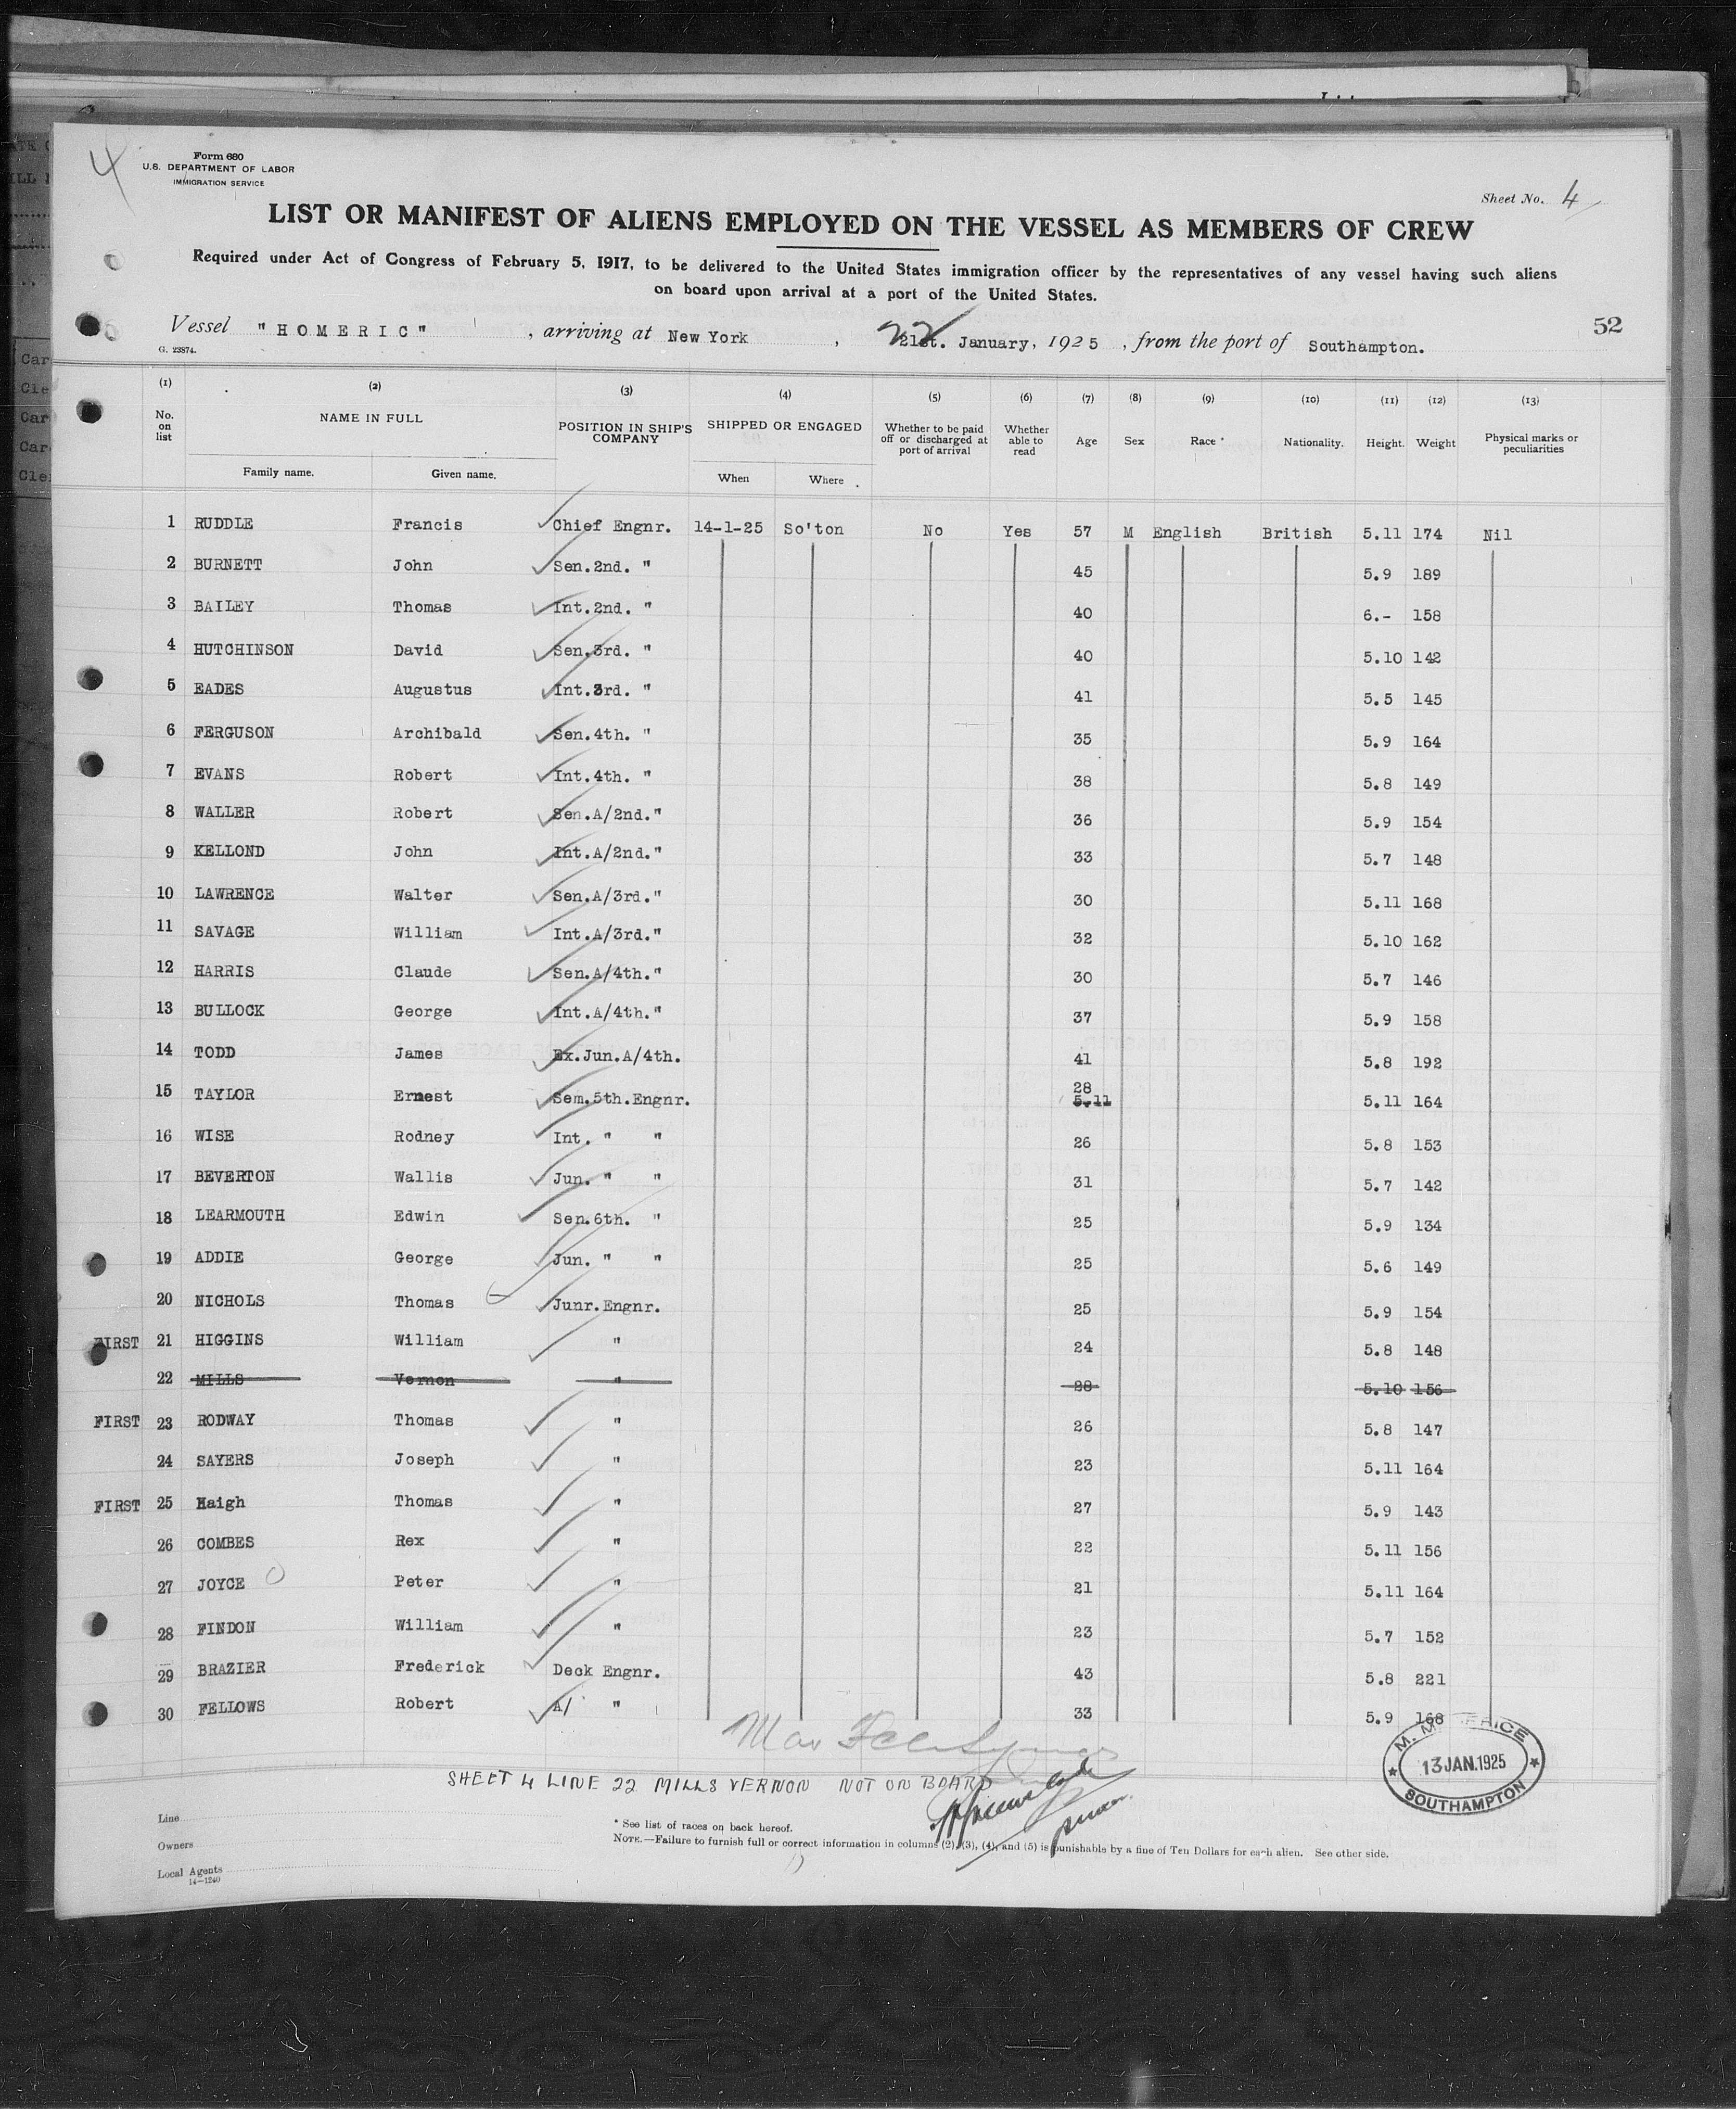 4
Form 680
U.S. DEPARTMENT OF LABOR
IMMIGRATION SERVICE
Sheet No. 4
LIST OR MANIFEST OF ALIENS EMPLOYED ON THE VESSEL AS MEMBERS OF CREW
Required under Act of Congress of February 5, 1917, to be delivered to the United States immigration officer by the representatives of any vessel having such aliens
on board upon arrival at a port of the United States.
Vessel "HOMERIC" , arriving at New York , 22 21st. January, 1925 , from the port of Southampton.
52
G. 23874.
(1) (2) (3) (4) (5) (6) (7) (8) (9) (10) (11) (12) (13)
No. on list NAME IN FULL POSITION IN SHIP'S COMPANY SHIPPED OR ENGAGED Whether to be paid off or discharged at port of arrival Whether able to read Age Sex Race * Nationality. Height. Weight Physical marks or peculiarities
Family name. Given name. When Where
1 RUDDLE Francis Chief Engnr. 14-1-25 So'ton No Yes 57 M English British 5.11 174 Nil
2 BURNETT John Sen.2nd. " 45 5.9 189
3 BAILEY Thomas Int.2nd. " 40 6.- 158
4 HUTCHINSON David Sen.3rd. " 40 5.10 142
5 EADES Augustus Int.3rd. " 41 5.5 145
6 FERGUSON Archibald Sen.4th. " 35 5.9 164
7 EVANS Robert Int.4th. " 38 5.8 149
8 WALLER Robert Sen.A/2nd." 36 5.9 154
9 KELLOND John Int.A/2nd." 33 5.7 148
10 LAWRENCE Walter Sen.A/3rd." 30 5.11 168
11 SAVAGE William Int.A/3rd." 32 5.10 162
12 HARRIS Claude Sen.A/4th." 30 5.7 146
13 BULLOCK George Int.A/4th." 37 5.9 158
14 TODD James Ex.Jun.A/4th. 41 5.8 192
15 TAYLOR Ernest Sem.5th.Engnr. 28 5.11 5.11 164
16 WISE Rodney Int. " " 26 5.8 153
17 BEVERTON Wallis Jun. " " 31 5.7 142
18 LEARMOUTH Edwin Sen.6th. " 25 5.9 134
19 ADDIE George Jun. " " 25 5.6 149
20 NICHOLS Thomas Junr.Engnr. 25 5.9 154
FIRST 21 HIGGINS William " 24 5.8 148
22 MILLS Vernon " 28 5.10 156
FIRST 23 RODWAY Thomas " 26 5.8 147
24 SAYERS Joseph " 23 5.11 164
FIRST 25 Haigh Thomas " 27 5.9 143
26 COMBES Rex " 22 5.11 156
27 JOYCE Peter " 21 5.11 164
28 FINDON William " 23 5.7 152
29 BRAZIER Frederick Deck Engnr. 43 5.8 221
30 FELLOWS Robert A/ " 33 5.9 168
SHEET 4 LINE 22 MILLS VERNON NOT ON BOARD
13 JAN.1925
SOUTHAMPTON
Line
Owners
Local Agents
14-1240
* See list of races on back hereof.
NOTE.—Failure to furnish full or correct information in columns (2), (3), (4), and (5) is punishable by a fine of Ten Dollars for each alien. See other side.